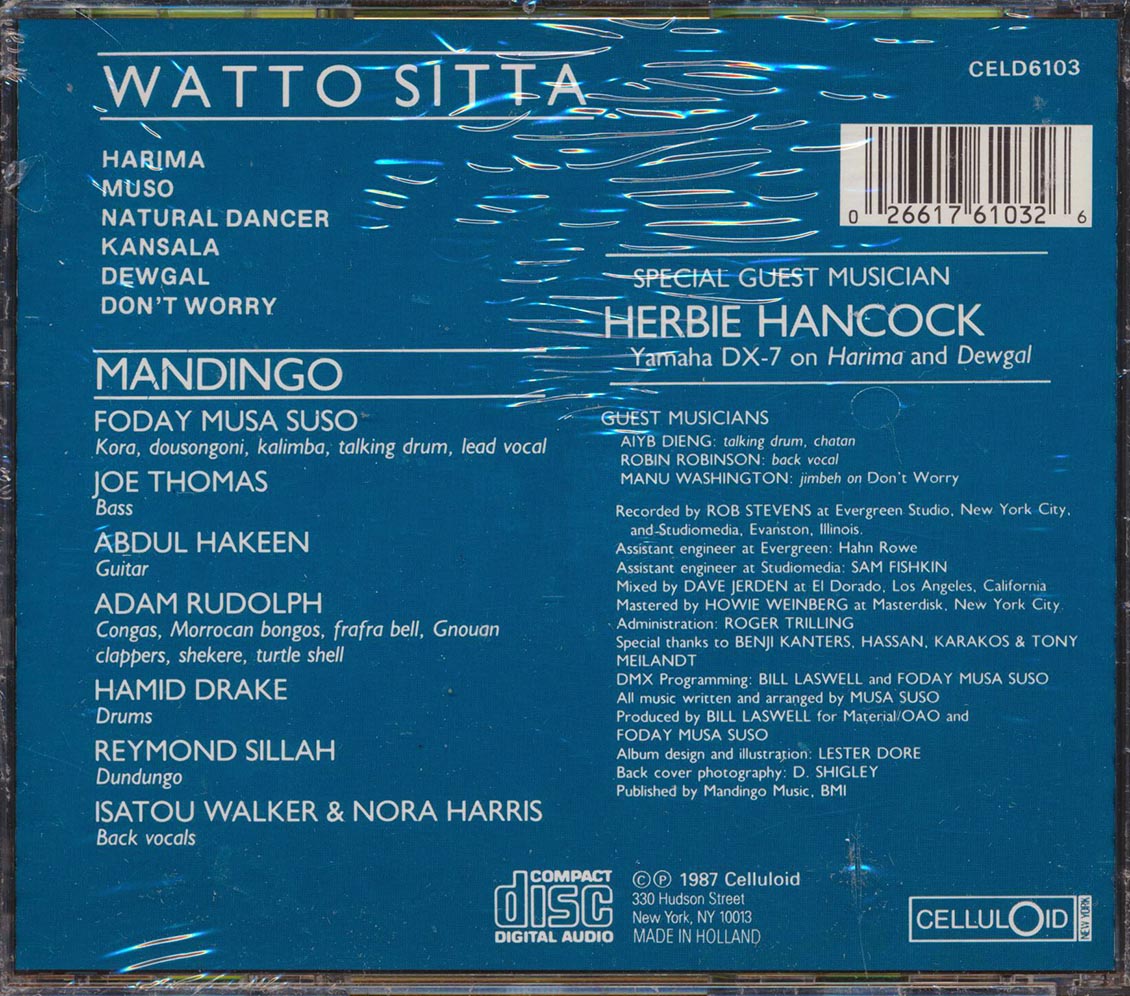 WATTO SITTA
HARIMA
MUSO
NATURAL DANCER
KANSALA
DEWGAL
DON'T WORRY
MANDINGO
FODAY MUSA SUSO
Kora, dousongoni, kalimba, talking drum, lead vocal
JOE THOMAS
Bass
ABDUL HAKEEN
Guitar
ADAM RUDOLPH
Congas, Morrocan bongos, frafra bell, Gnouan
clappers, shekere, turtle shell
HAMID DRAKE
Drums
REYMOND SILLAH
Dundungo
ISATOU WALKER & NORA HARRIS
Back vocals
CELD6103
0 26617 61032 6
SPECIAL GUEST MUSICIAN
HERBIE HANCOCK
Yamaha DX-7 on Harima and Dewgal
GUEST MUSICIANS
AIYB DIENG: talking drum, chatan
ROBIN ROBINSON: back vocal
MANU WASHINGTON: jimbeh on Don't Worry
Recorded by ROB STEVENS at Evergreen Studio, New York City,
and Studiomedia, Evanston, Illinois.
Assistant engineer at Evergreen: Hahn Rowe
Assistant engineer at Studiomedia: SAM FISHKIN
Mixed by DAVE JERDEN at El Dorado, Los Angeles, California
Mastered by HOWIE WEINBERG at Masterdisk, New York City
Administration: ROGER TRILLING
Special thanks to BENJI KANTERS, HASSAN, KARAKOS & TONY
MEILANDT
DMX Programming: BILL LASWELL and FODAY MUSA SUSO
All music written and arranged by MUSA SUSO
Produced by BILL LASWELL for Material/OAO and
FODAY MUSA SUSO
Album design and illustration: LESTER DORE
Back cover photography: D. SHIGLEY
Published by Mandingo Music, BMI
COMPACT
disc
DIGITAL AUDIO
©℗ 1987 Celluloid
330 Hudson Street
New York, NY 10013
MADE IN HOLLAND
CELLULOID
NEW YORK